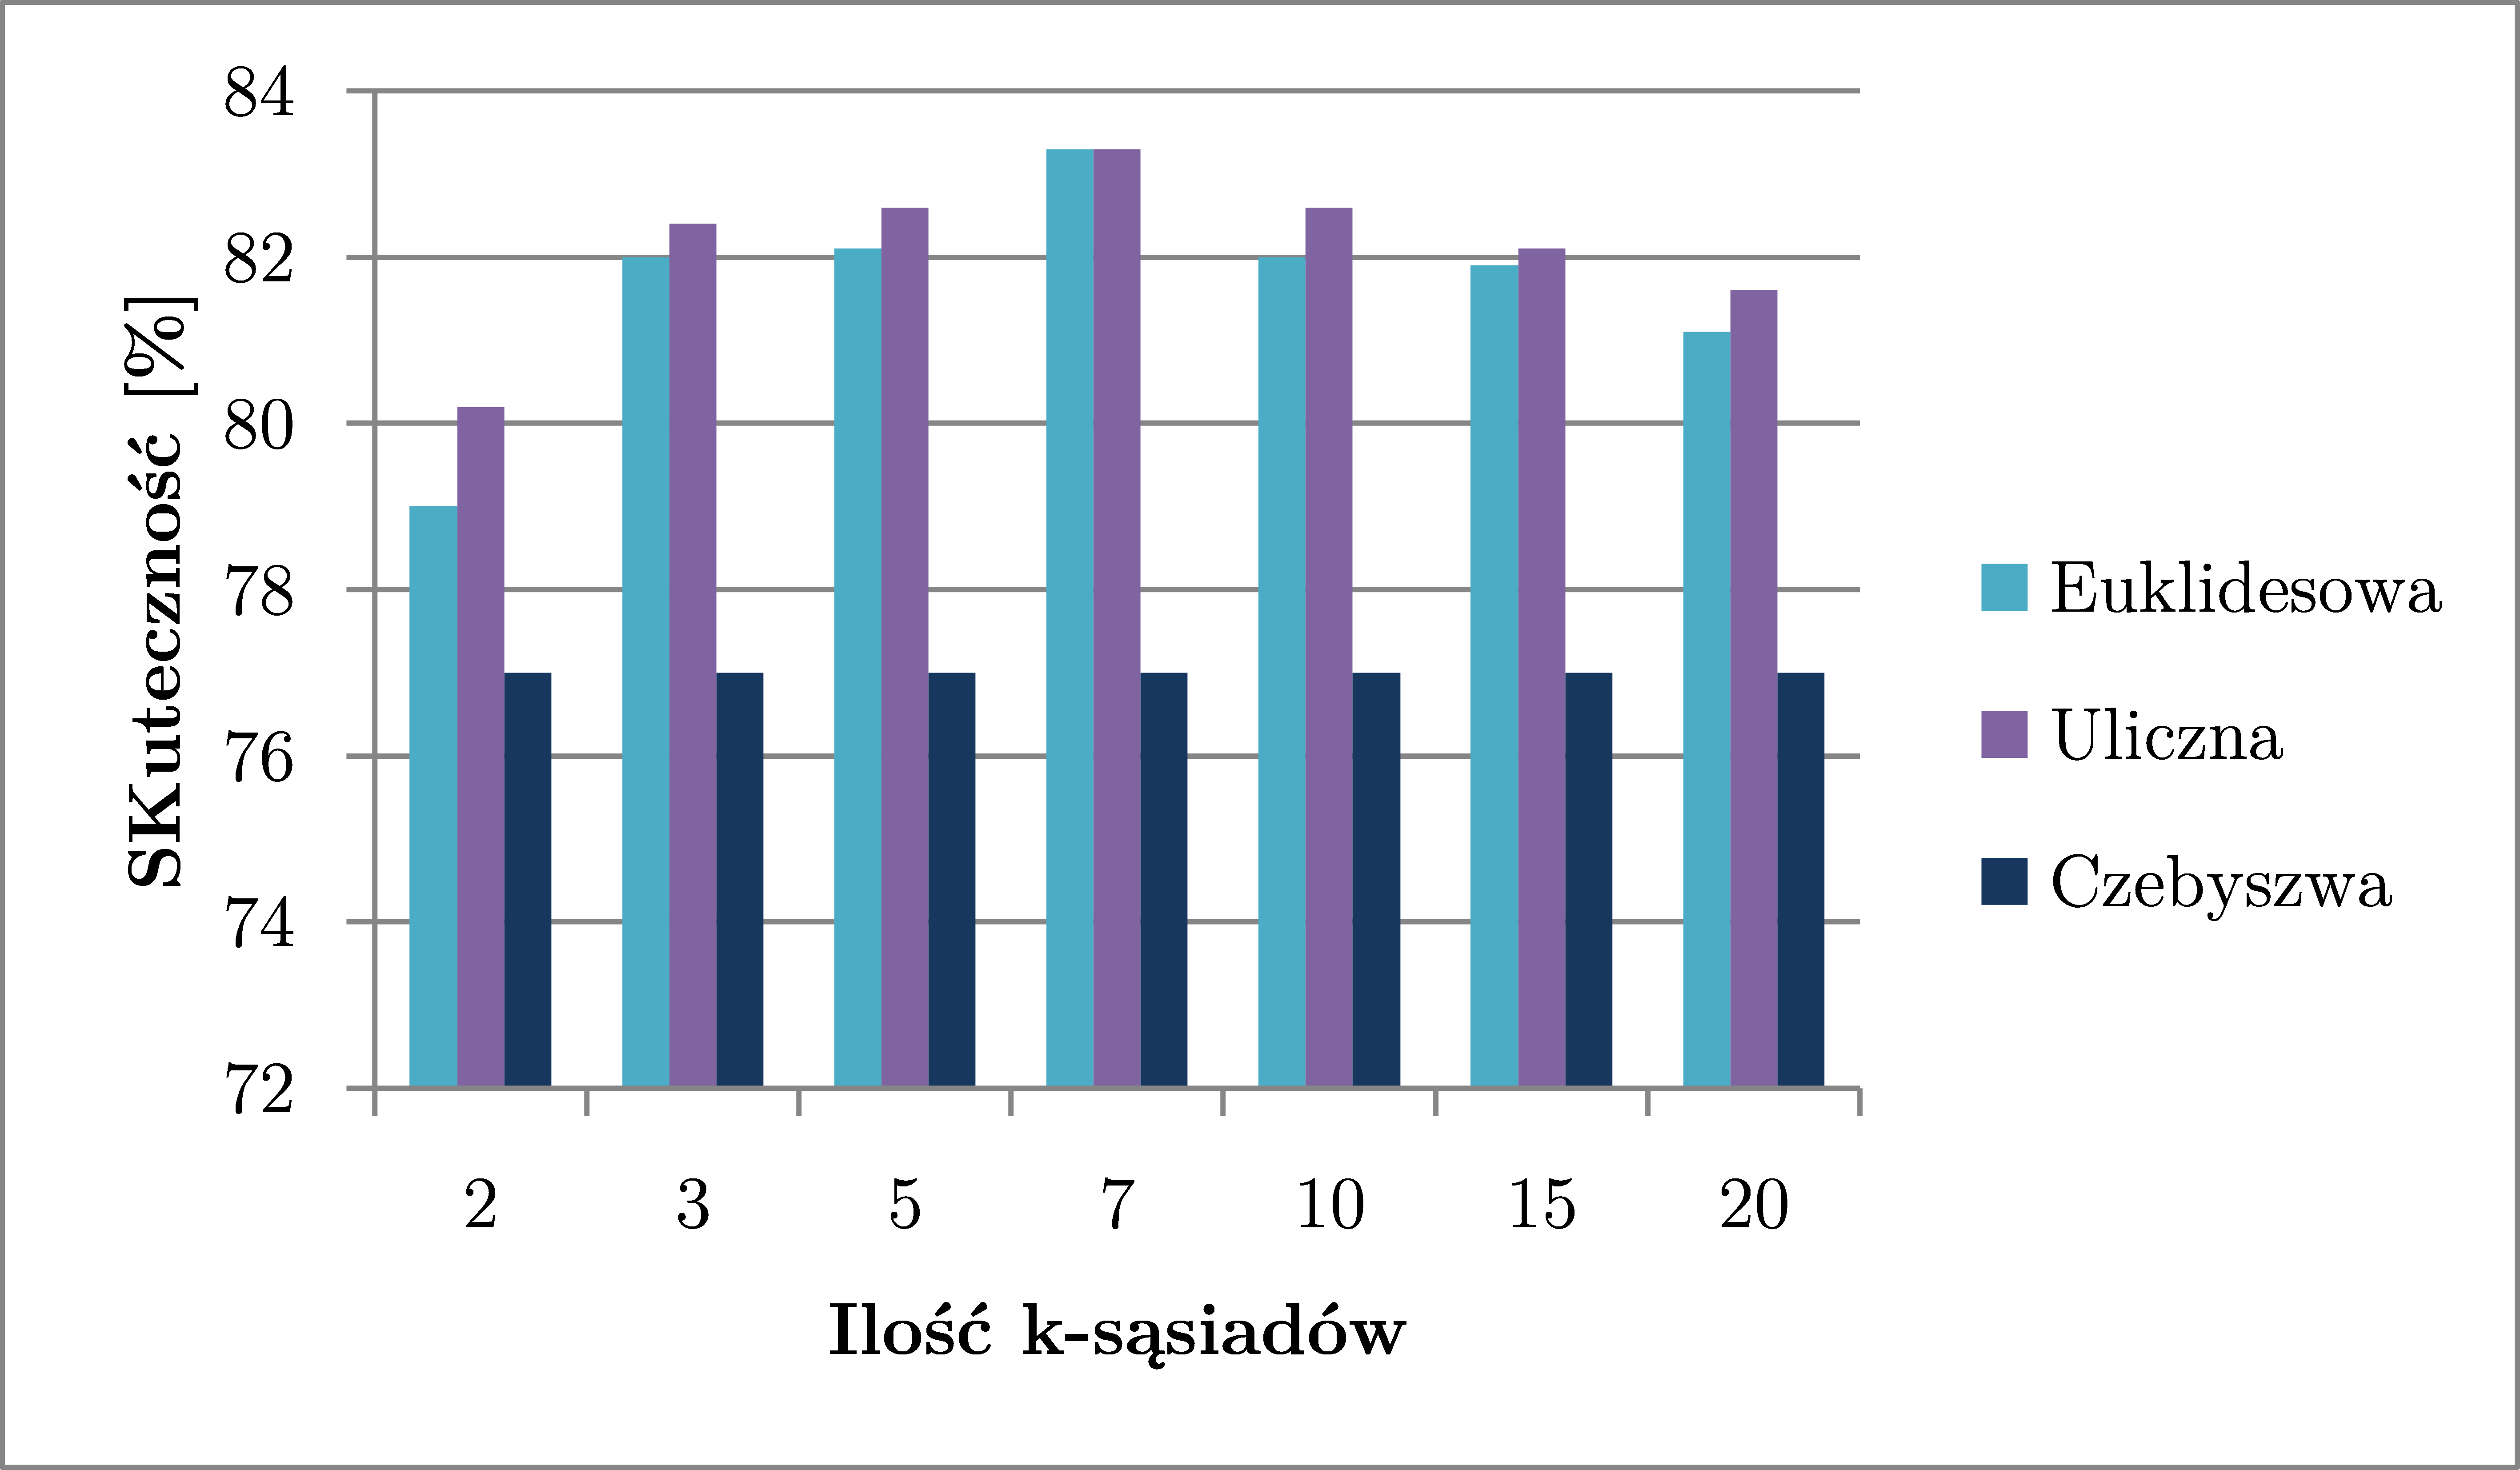 84
82
80
78
76
74
72
SKuteczność [%]
2 3 5 7 10 15 20
Ilość k-sąsiadów
Euklidesowa
Uliczna
Czebyszwa